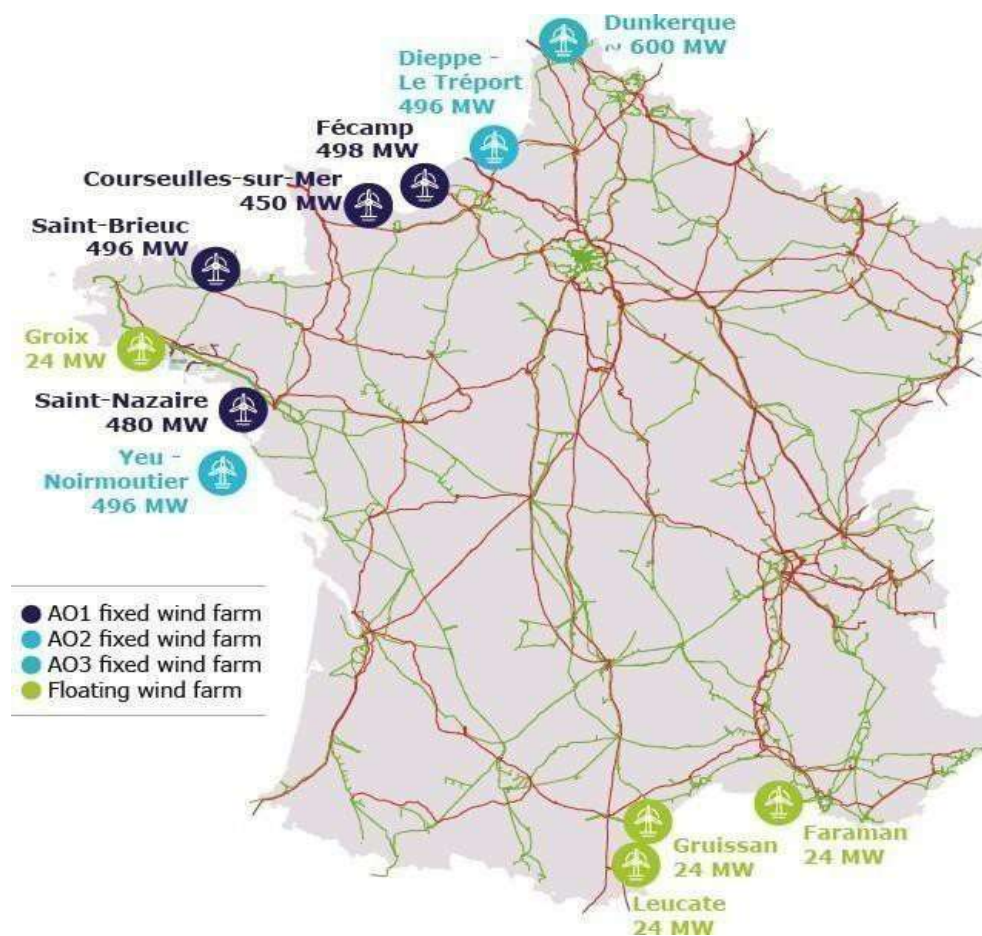 Dunkerque
~ 600 MW
Dieppe -
Le Tréport
496 MW
Fécamp
498 MW
Courseulles-sur-Mer
450 MW
Saint-Brieuc
496 MW
Groix
24 MW
Saint-Nazaire
480 MW
Yeu -
Noirmoutier
496 MW
AO1 fixed wind farm
AO2 fixed wind farm
AO3 fixed wind farm
Floating wind farm
Gruissan
24 MW
Faraman
24 MW
Leucate
24 MW